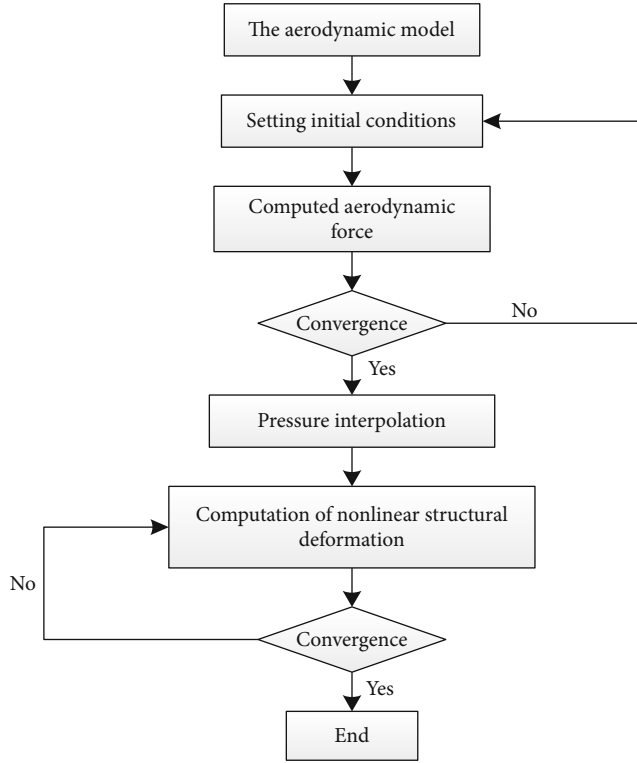 The aerodynamic model
Setting initial conditions
Computed aerodynamic
force
Convergence
No
Yes
Pressure interpolation
Computation of nonlinear structural
deformation
No
Convergence
Yes
End